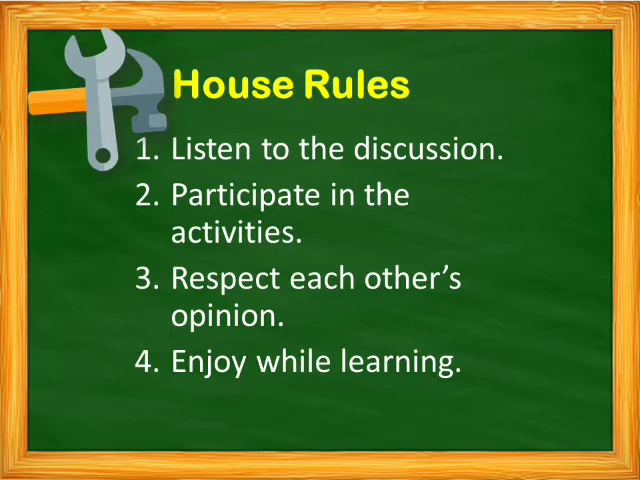 House Rules
1. Listen to the discussion.
2. Participate in the
activities.
3. Respect each other’s
opinion.
4. Enjoy while learning.